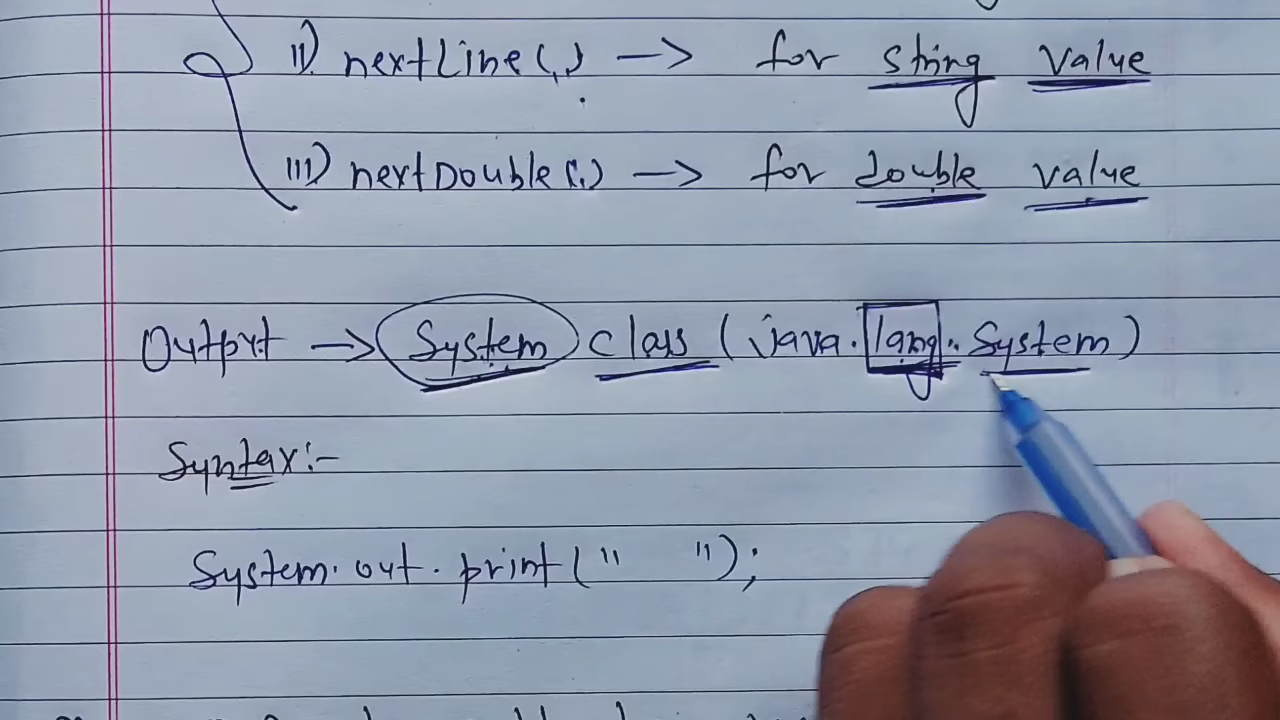 II) nextLine(.) -> for string value
III) nextDouble(.) -> for double value
Output -> System class (java.lang.System)
Syntax:-
System.out.print(" ");